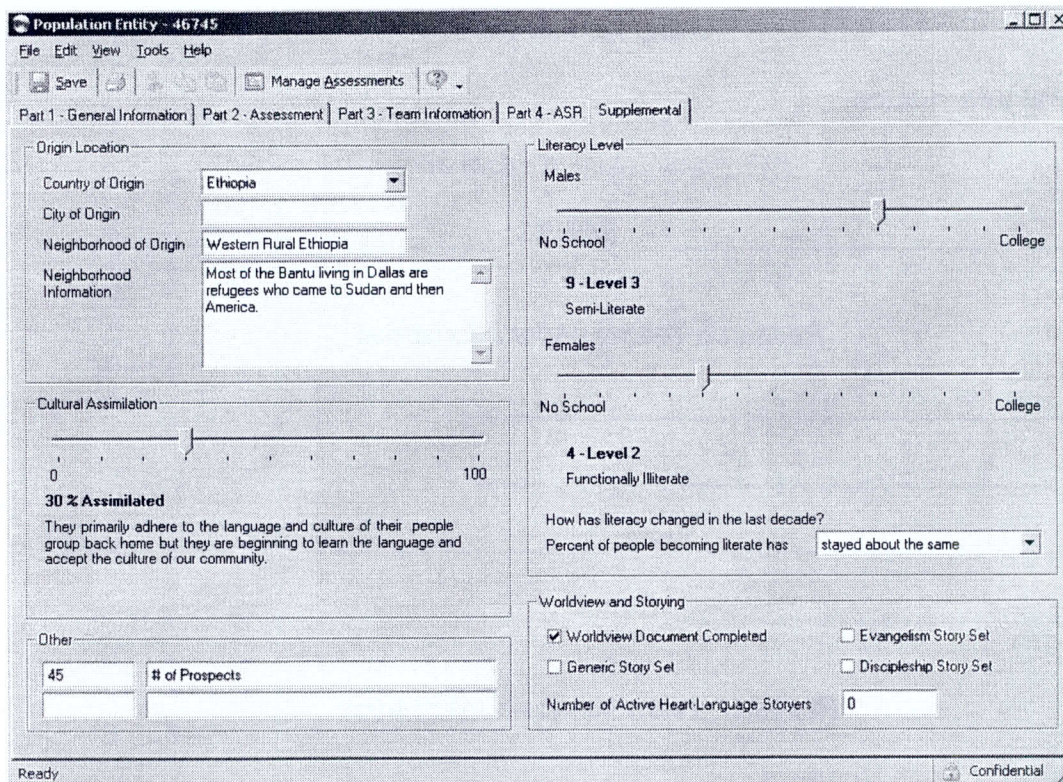 Population Entity - 46745
File Edit View Tools Help
Save Manage Assessments
Part 1 - General Information Part 2 - Assessment Part 3 - Team Information Part 4 - ASR Supplemental
Origin Location
Country of Origin Ethiopia
City of Origin
Neighborhood of Origin Western Rural Ethiopia
Neighborhood Information
Most of the Bantu living in Dallas are
refugees who came to Sudan and then
America.
Cultural Assimilation
0 100
30 % Assimilated
They primarily adhere to the language and culture of their people
group back home but they are beginning to learn the language and
accept the culture of our community.
Other
45 # of Prospects
Literacy Level
Males
No School College
9 - Level 3
Semi-Literate
Females
No School College
4 - Level 2
Functionally Illiterate
How has literacy changed in the last decade?
Percent of people becoming literate has stayed about the same
Worldview and Storying
Worldview Document Completed Evangelism Story Set
Generic Story Set Discipleship Story Set
Number of Active Heart-Language Storyers 0
Ready Confidential